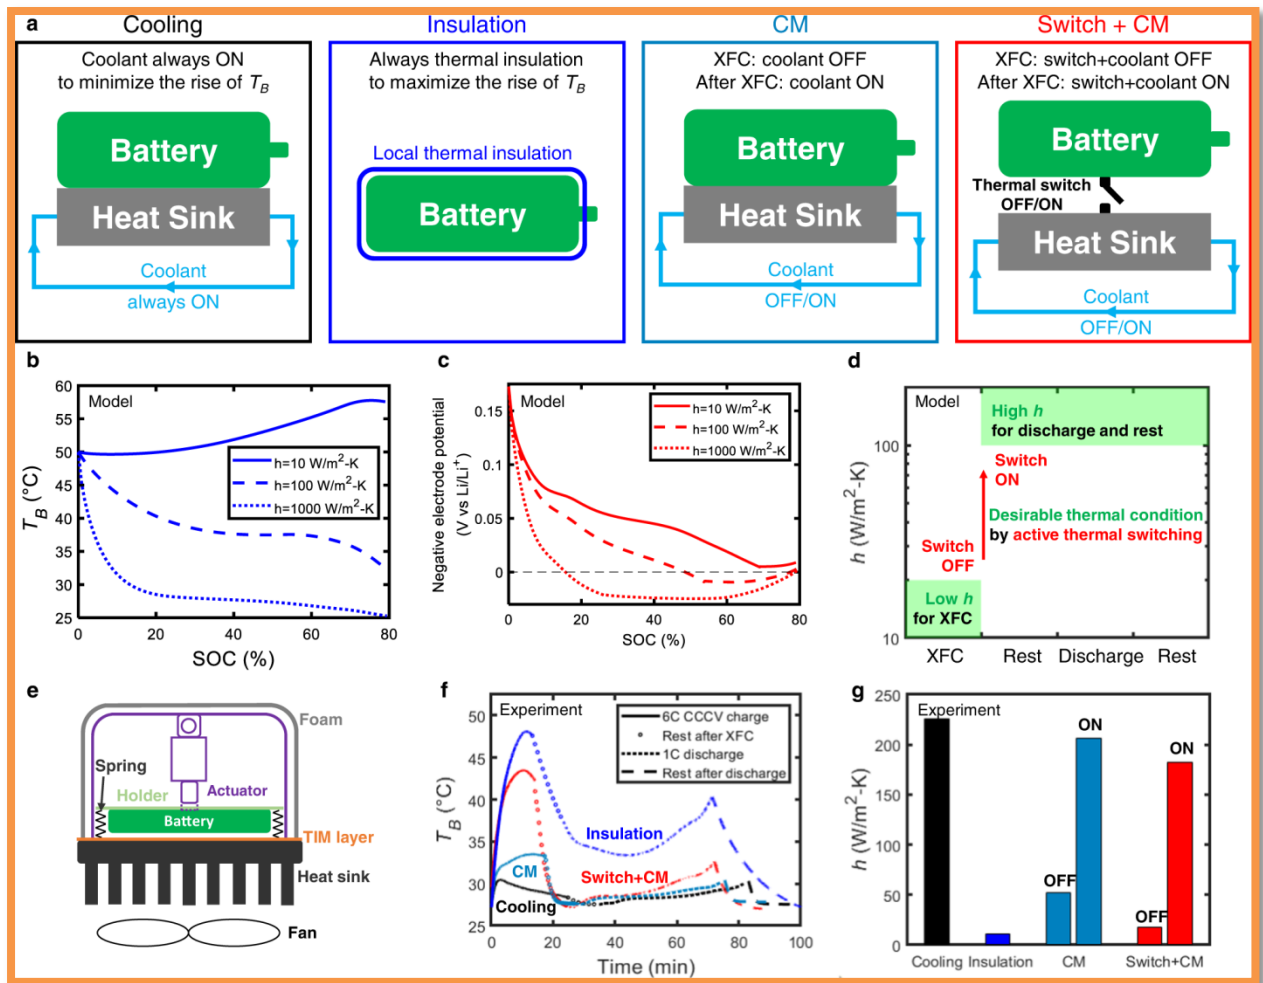 a
Cooling
Coolant always ON
to minimize the rise of T_B
Battery
Heat Sink
Coolant
always ON
Insulation
Always thermal insulation
to maximize the rise of T_B
Local thermal insulation
Battery
CM
XFC: coolant OFF
After XFC: coolant ON
Battery
Heat Sink
Coolant
OFF/ON
Switch + CM
XFC: switch+coolant OFF
After XFC: switch+coolant ON
Battery
Thermal switch
OFF/ON
Heat Sink
Coolant
OFF/ON
b
Model
T_B (°C)
60
55
50
45
40
35
30
25
h=10 W/m²-K
h=100 W/m²-K
h=1000 W/m²-K
0 20 40 60 80
SOC (%)
c
Model
Negative electrode potential
(V vs Li/Li⁺)
0.15
0.1
0.05
0
h=10 W/m²-K
h=100 W/m²-K
h=1000 W/m²-K
0 20 40 60 80
SOC (%)
d
Model
h (W/m²-K)
100
10
High h
for discharge and rest
Switch
ON
Desirable thermal condition
by active thermal switching
Switch
OFF
Low h
for XFC
XFC Rest Discharge Rest
e
Foam
Spring
Holder
Actuator
Battery
TIM layer
Heat sink
Fan
f
Experiment
T_B (°C)
50
45
40
35
30
25
6C CCCV charge
Rest after XFC
1C discharge
Rest after discharge
Insulation
CM
Switch+CM
Cooling
0 20 40 60 80 100
Time (min)
g
Experiment
h (W/m²-K)
250
200
150
100
50
0
ON
ON
OFF
OFF
Cooling Insulation CM Switch+CM